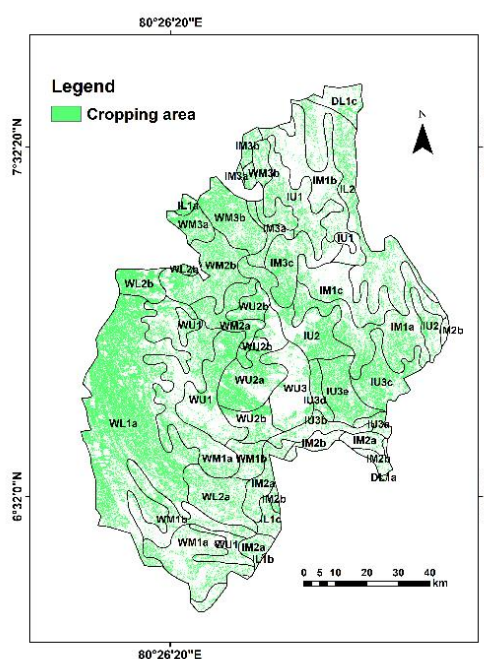 80°26'20"E
Legend
Cropping area
N
7°32'20"N
6°32'0"N
DL1c
IM3b
IM3a
WM3b
IM1b
IL2
IU1
IL1a
WM3a
WM3b
IM3a
IU1
WM2b
IM3c
WL2b
WL2b
IM1c
WU2b
WU1
WM2a
IU2
IM1a
IU2
IM2b
WU2b
WU2a
WU3
IU3e
IU3c
WU1
IU3d
WU2b
IU3b
IU3a
WL1a
IM2b
IM2a
WM1a
WM1b
IM2b
DL1a
IM2a
WL2a
IM2b
IL1c
WM1b
WM1a
WU1
IM2a
IL1b
0 5 10 20 30 40
km
80°26'20"E